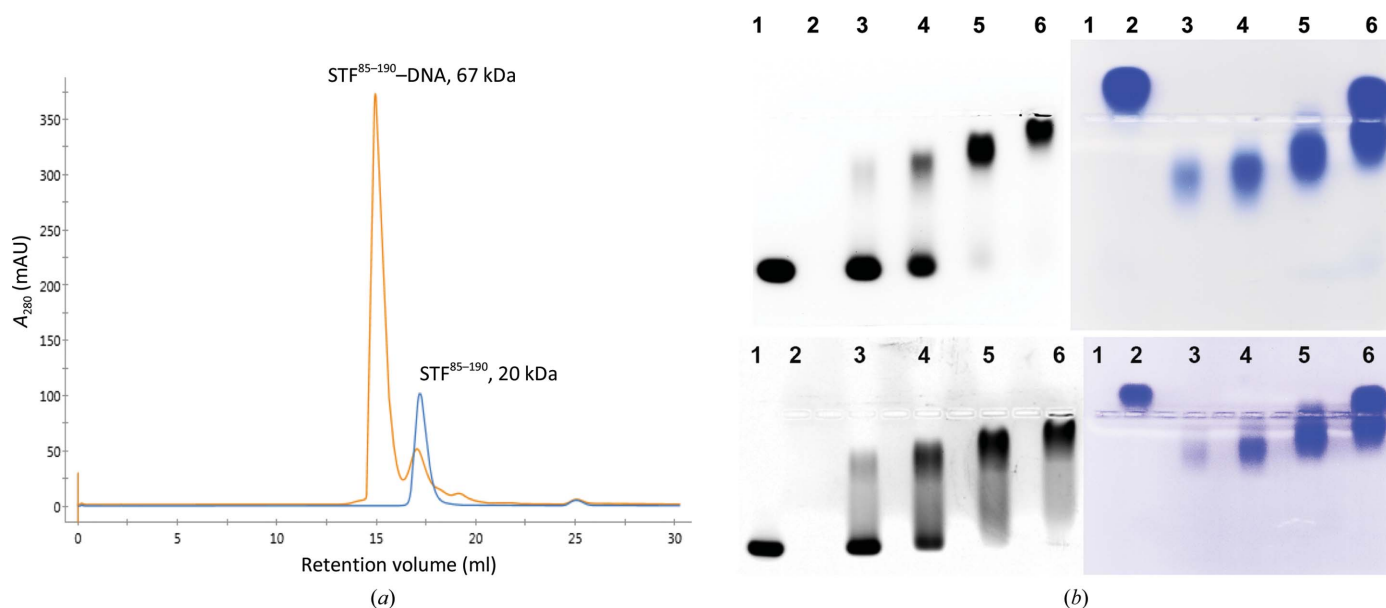 STF85–190–DNA, 67 kDa
350
300
250
200
150
100
50
0
A280 (mAU)
STF85–190, 20 kDa
0 5 10 15 20 25 30
Retention volume (ml)
(a)
1 2 3 4 5 6 1 2 3 4 5 6
1 2 3 4 5 6 1 2 3 4 5 6
(b)